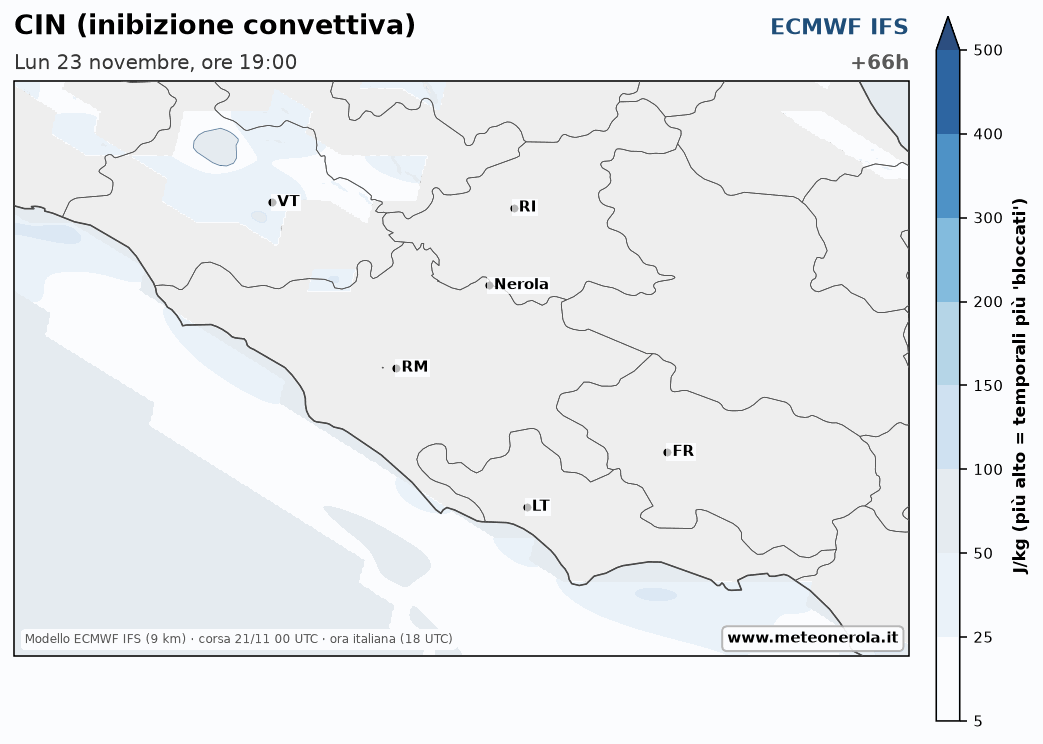 CIN (inibizione convettiva)
ECMWF IFS
Lun 23 novembre, ore 19:00
+66h
VT
RI
Nerola
RM
FR
LT
Modello ECMWF IFS (9 km) · corsa 21/11 00 UTC · ora italiana (18 UTC)
www.meteonerola.it
500
400
300
200
150
100
50
25
5
J/kg (più alto = temporali più 'bloccati')